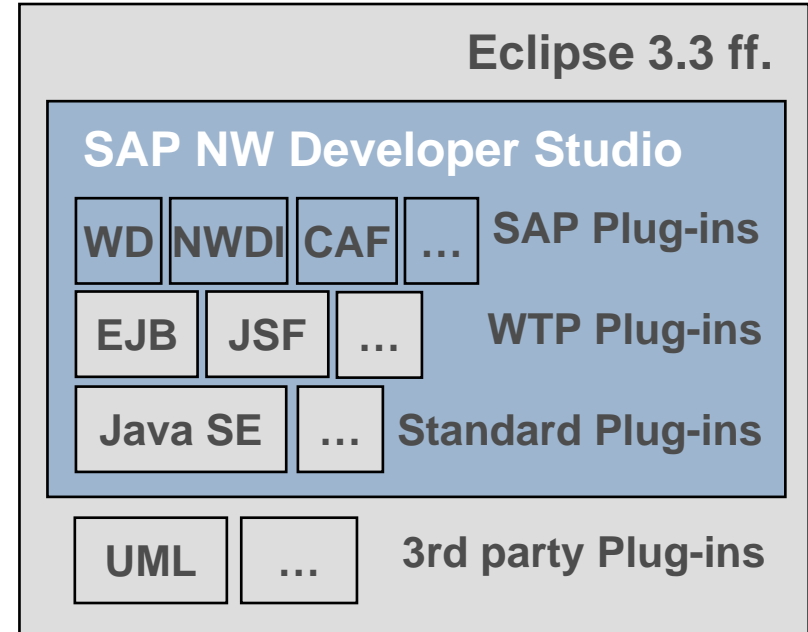 Eclipse 3.3 ff.
SAP NW Developer Studio
WD NWDI CAF … SAP Plug-ins
EJB JSF … WTP Plug-ins
Java SE … Standard Plug-ins
UML … 3rd party Plug-ins